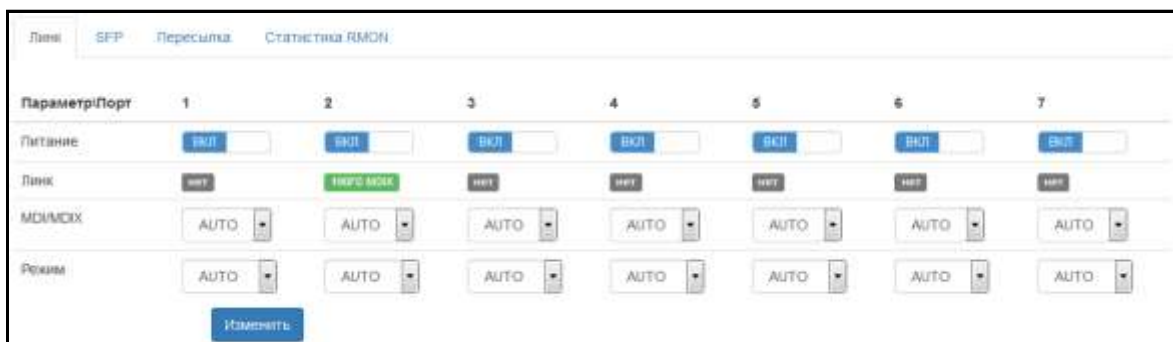 Линк SFP Пересылка Статистика RMON
Параметр\Порт 1 2 3 4 5 6 7
Питание ВКЛ ВКЛ ВКЛ ВКЛ ВКЛ ВКЛ ВКЛ
Линк нет 100FD MDIX нет нет нет нет нет
MDI/MDIX AUTO AUTO AUTO AUTO AUTO AUTO AUTO
Режим AUTO AUTO AUTO AUTO AUTO AUTO AUTO
Изменить